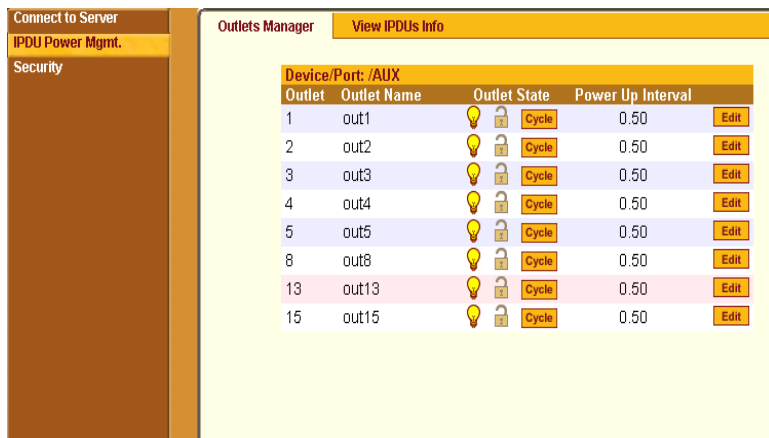 Connect to Server
IPDU Power Mgmt.
Security
Outlets Manager View IPDUs Info
Device/Port: /AUX
Outlet Outlet Name Outlet State Power Up Interval
1 out1 Cycle 0.50 Edit
2 out2 Cycle 0.50 Edit
3 out3 Cycle 0.50 Edit
4 out4 Cycle 0.50 Edit
5 out5 Cycle 0.50 Edit
8 out8 Cycle 0.50 Edit
13 out13 Cycle 0.50 Edit
15 out15 Cycle 0.50 Edit